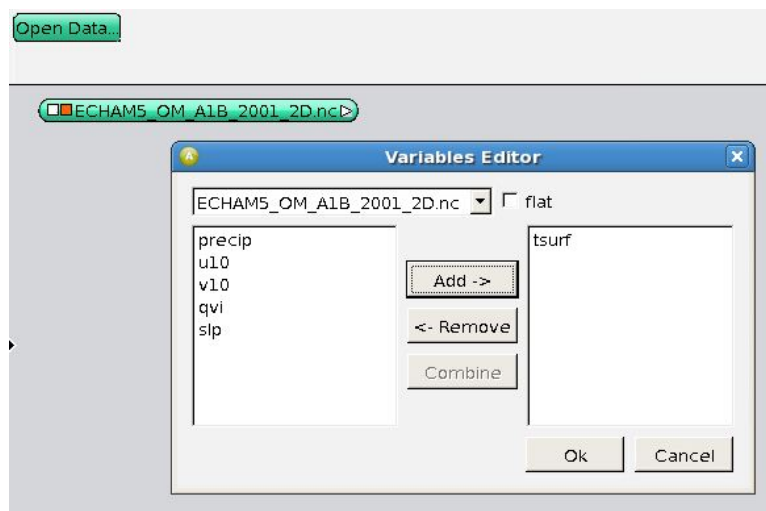 Open Data...
ECHAM5_OM_A1B_2001_2D.nc
Variables Editor
ECHAM5_OM_A1B_2001_2D.nc flat
precip
u10
v10
qvi
slp
Add ->
<- Remove
Combine
tsurf
Ok Cancel